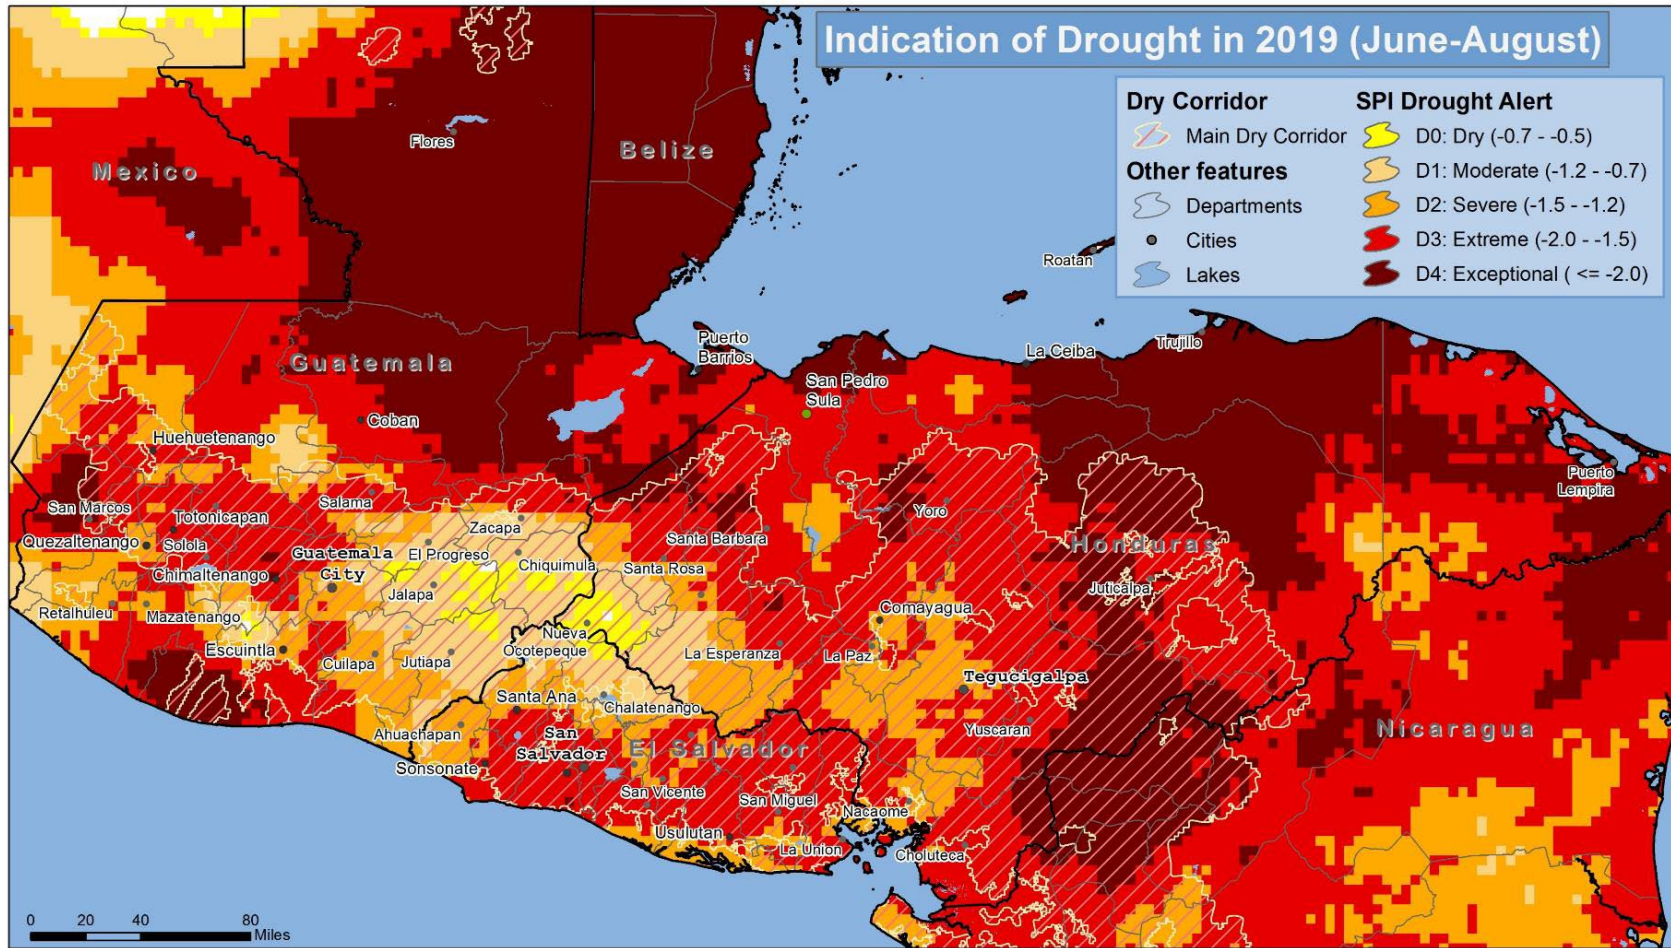 Indication of Drought in 2019 (June-August)
Dry Corridor
Main Dry Corridor
Other features
Departments
Cities
Lakes
SPI Drought Alert
D0: Dry (-0.7 - -0.5)
D1: Moderate (-1.2 - -0.7)
D2: Severe (-1.5 - -1.2)
D3: Extreme (-2.0 - -1.5)
D4: Exceptional ( <= -2.0)
Flores
Belize
Mexico
Roatan
Puerto
Barrios
La Ceiba
Trujillo
Guatemala
San Pedro
Sula
Coban
Huehuetenango
Puerto
Lempira
San Marcos
Totonicapan
Salama
Zacapa
Yoro
Quezaltenango
Solola
Guatemala
City
El Progreso
Chiquimula
Santa Barbara
Santa Rosa
Honduras
Chimaltenango
Jalapa
Juticalpa
Retalhuleu
Mazatenango
Nueva
Ocotepeque
Comayagua
Escuintla
Cuilapa
Jutiapa
La Esperanza
La Paz
Tegucigalpa
Santa Ana
Chalatenango
Ahuachapan
San
Salvador
El Salvador
Yuscaran
Nicaragua
Sonsonate
San Vicente
San Miguel
Nacaome
Usulutan
La Union
Choluteca
0 20 40 80
Miles